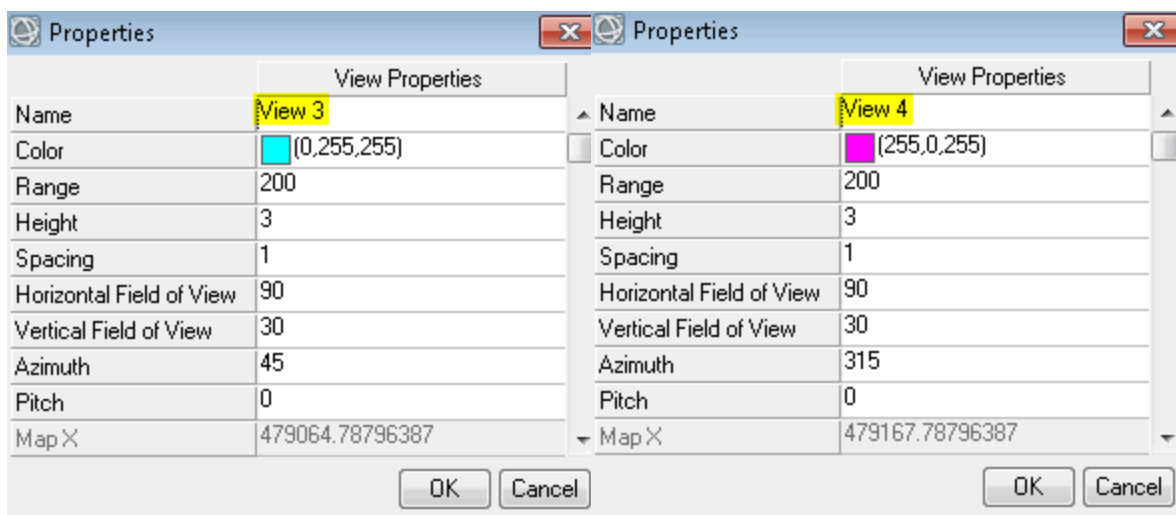 Properties
View Properties
Name View 3
Color (0,255,255)
Range 200
Height 3
Spacing 1
Horizontal Field of View 90
Vertical Field of View 30
Azimuth 45
Pitch 0
Map X 479064.78796387
OK Cancel
Properties
View Properties
Name View 4
Color (255,0,255)
Range 200
Height 3
Spacing 1
Horizontal Field of View 90
Vertical Field of View 30
Azimuth 315
Pitch 0
Map X 479167.78796387
OK Cancel